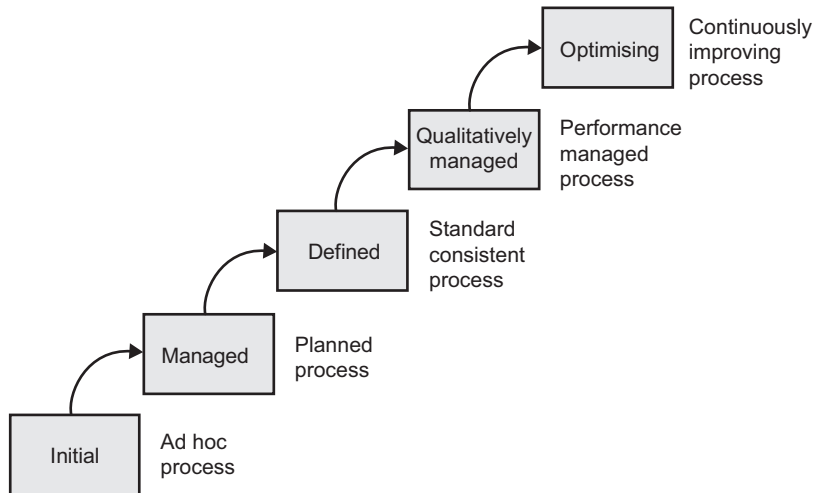 Optimising
Continuously
improving
process
Qualitatively
managed
Performance
managed
process
Defined
Standard
consistent
process
Managed
Planned
process
Initial
Ad hoc
process